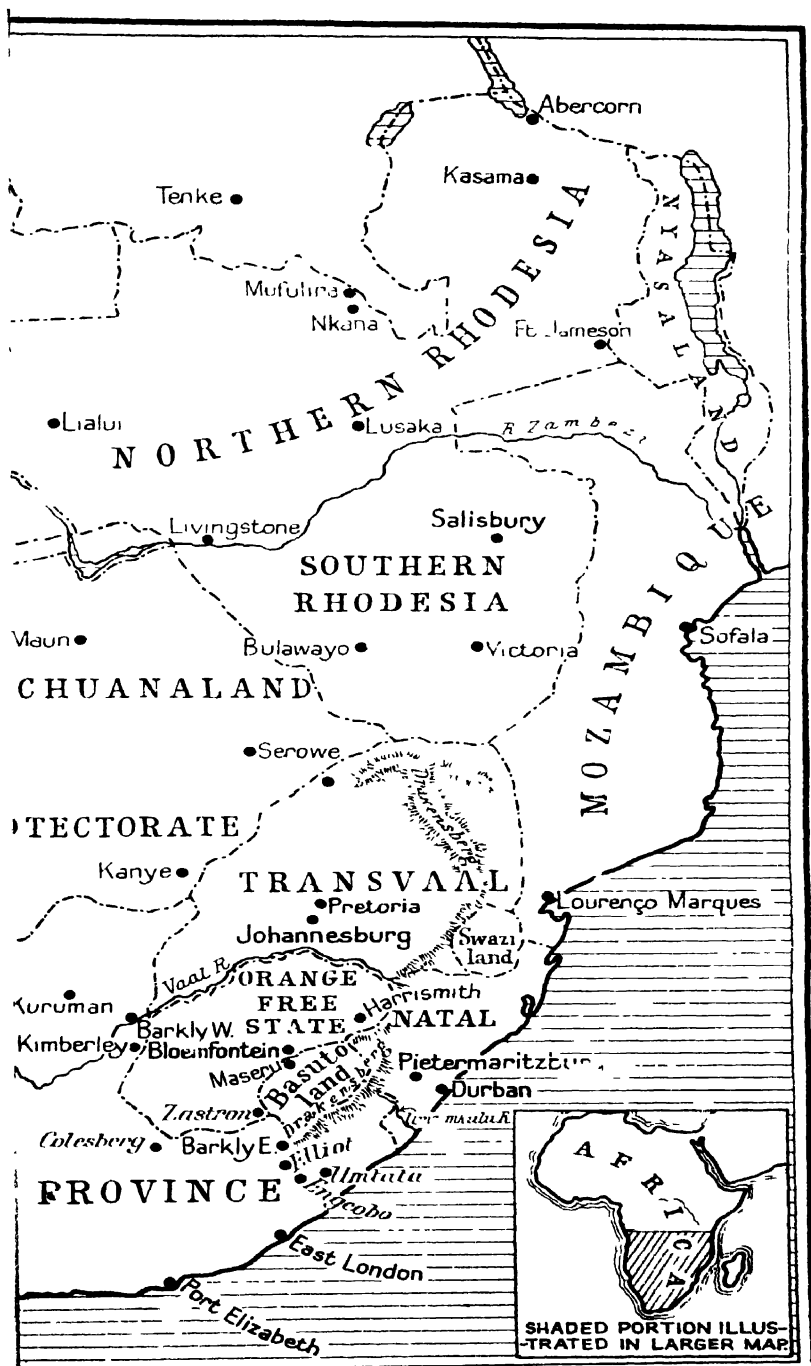 Abercorn
Kasama
Tenke
NYASALAND
Mufulira
Nkana
Ft. Jameson
NORTHERN RHODESIA
Lialui
Lusaka
R Zambezi
Livingstone
Salisbury
SOUTHERN
RHODESIA
MOZAMBIQUE
Maun
Bulawayo
Victoria
Sofala
CHUANALAND
Serowe
Drakensberg
OTECTORATE
Kanye
TRANSVAAL
Pretoria
Lourenço Marques
Johannesburg
Swazi
land
Vaal R.
ORANGE
FREE
STATE
Kuruman
Harrismith
NATAL
Barkly W.
Kimberley
Bloemfontein
Maseru
Basuto
land
Drakensberg
Pietermaritzbur
Durban
Zastron
Colesberg
Barkly E.
Elliot
Umtata
Engcobo
PROVINCE
East London
Port Elizabeth
AFRICA
SHADED PORTION ILLUS-
-TRATED IN LARGER MAP